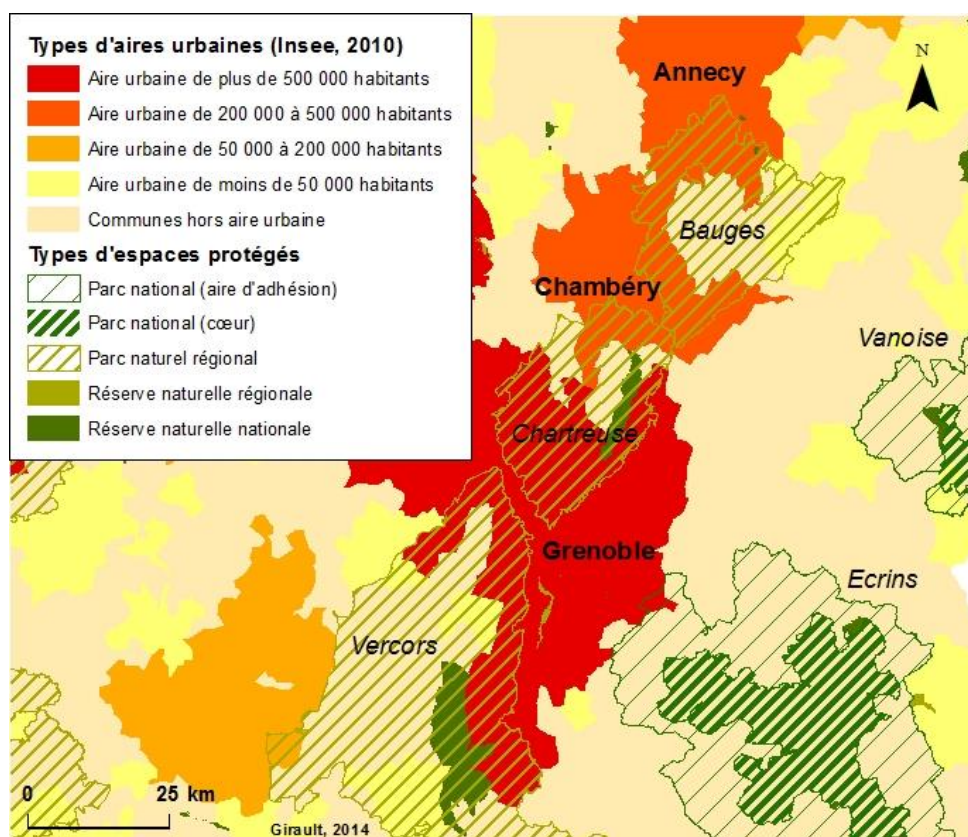 Types d'aires urbaines (Insee, 2010)
Aire urbaine de plus de 500 000 habitants
Aire urbaine de 200 000 à 500 000 habitants
Aire urbaine de 50 000 à 200 000 habitants
Aire urbaine de moins de 50 000 habitants
Communes hors aire urbaine
Types d'espaces protégés
Parc national (aire d'adhésion)
Parc national (cœur)
Parc naturel régional
Réserve naturelle régionale
Réserve naturelle nationale
N
Annecy
Bauges
Chambéry
Vanoise
Chartreuse
Grenoble
Ecrins
Vercors
0 25 km
Girault, 2014